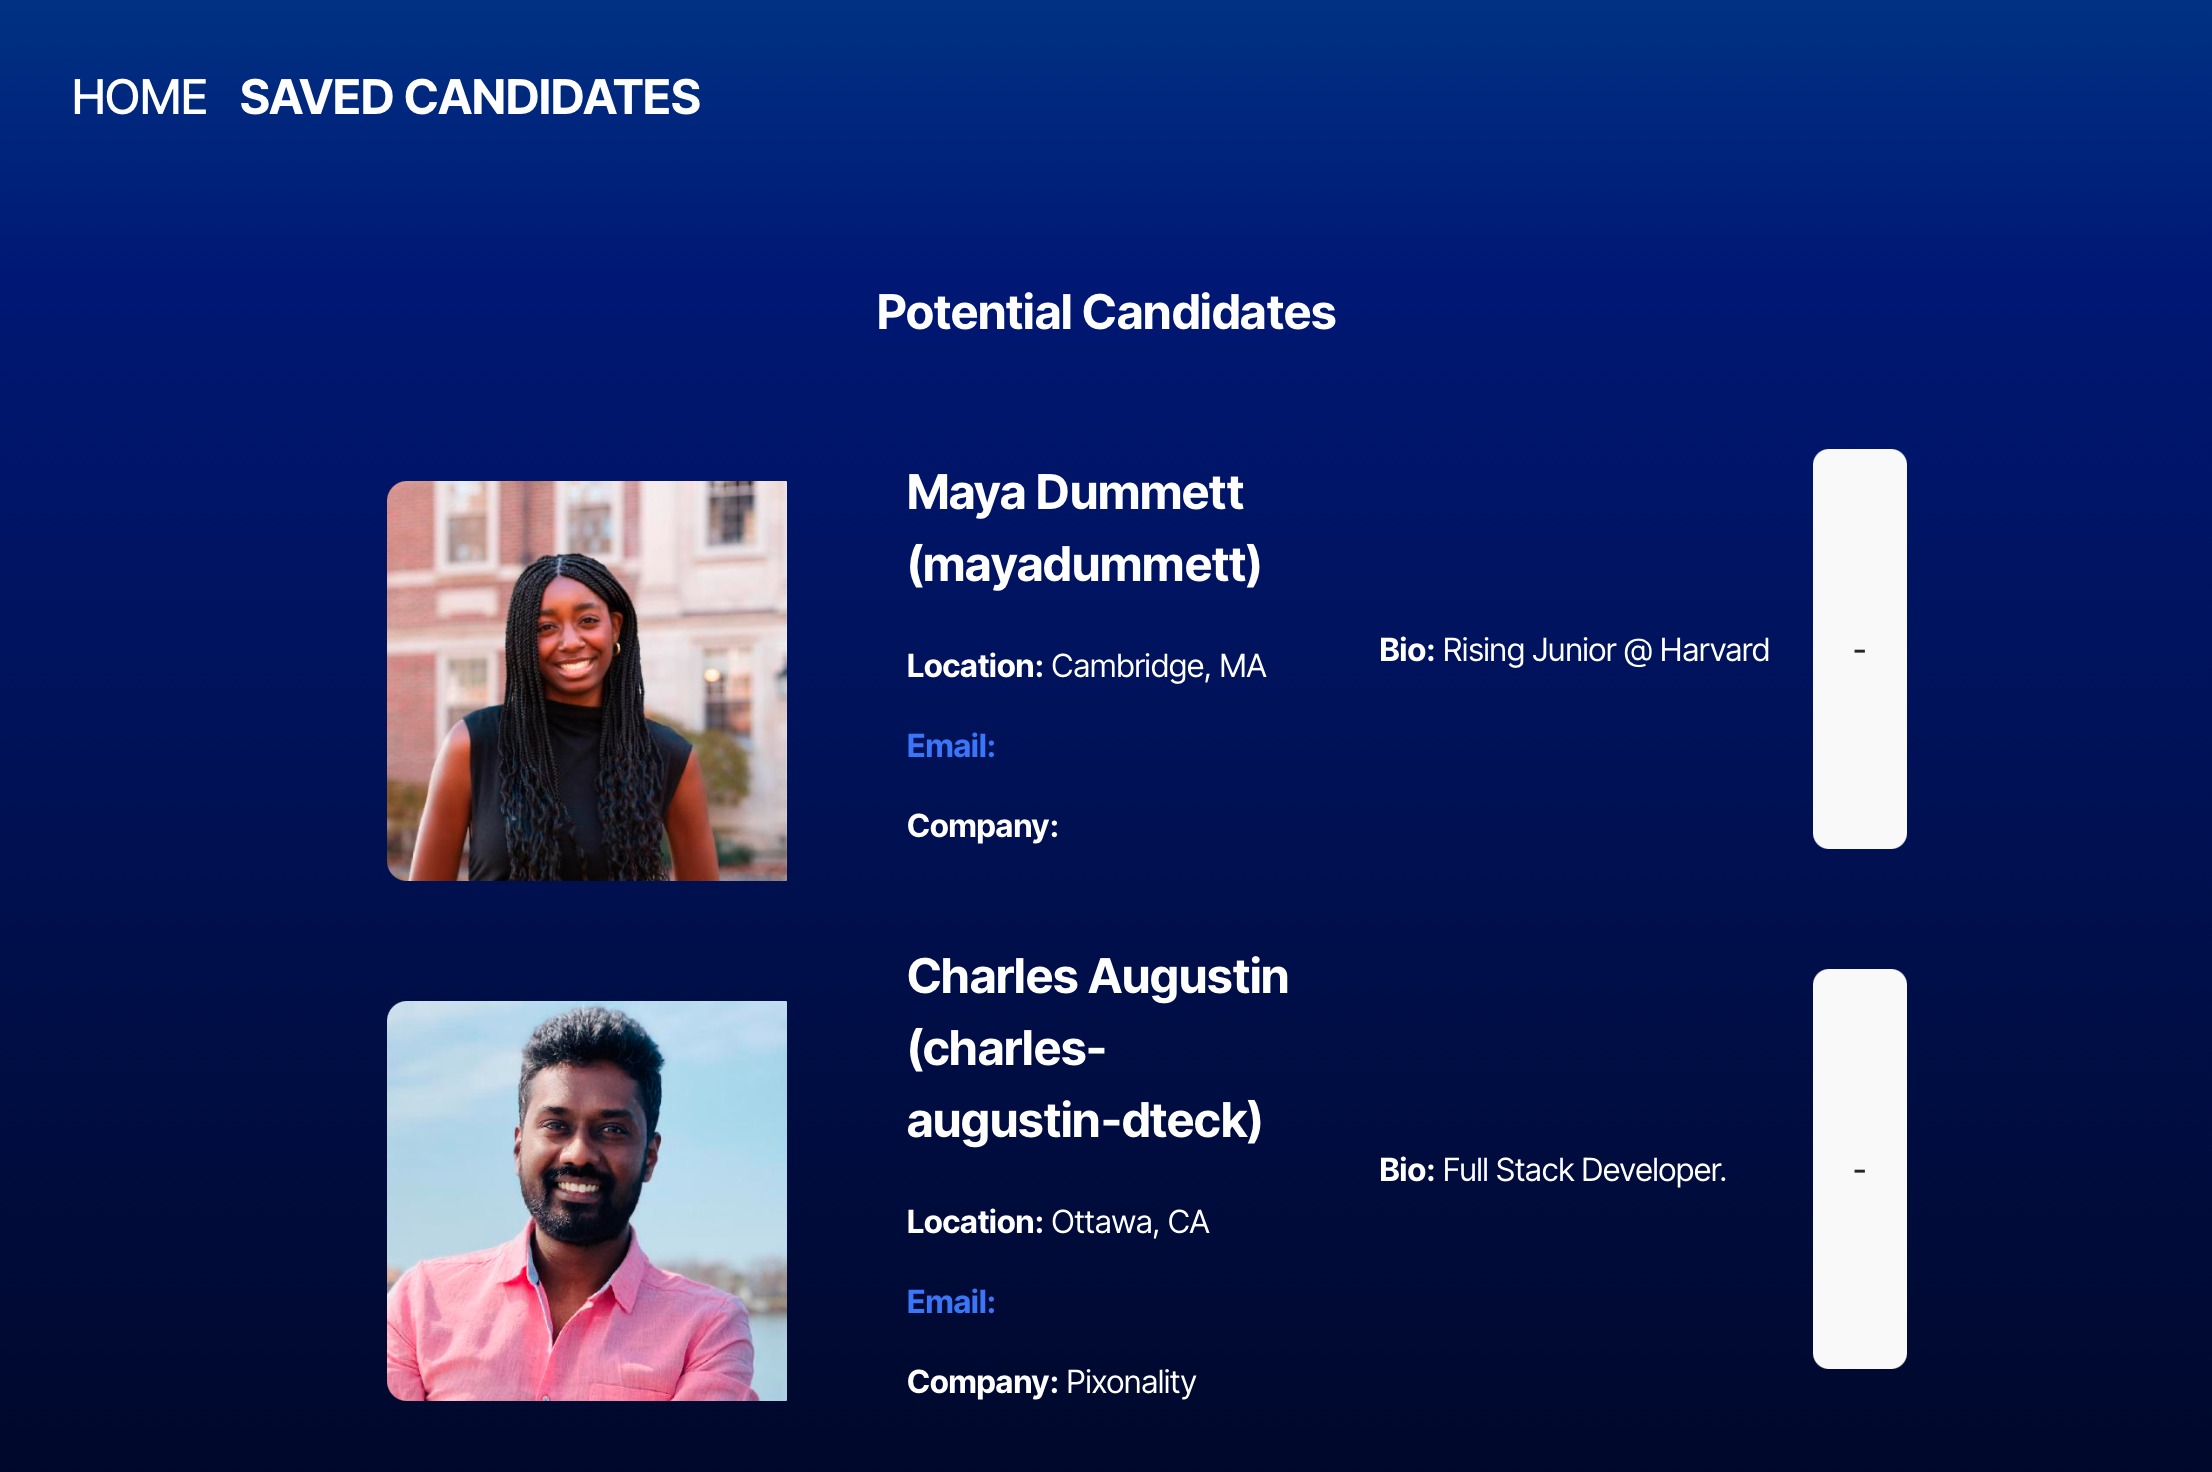 HOME SAVED CANDIDATES
Potential Candidates
Maya Dummett
(mayadummett)
Location: Cambridge, MA
Email:
Company:
Bio: Rising Junior @ Harvard
-
Charles Augustin
(charles-
augustin-dteck)
Location: Ottawa, CA
Email:
Company: Pixonality
Bio: Full Stack Developer.
-